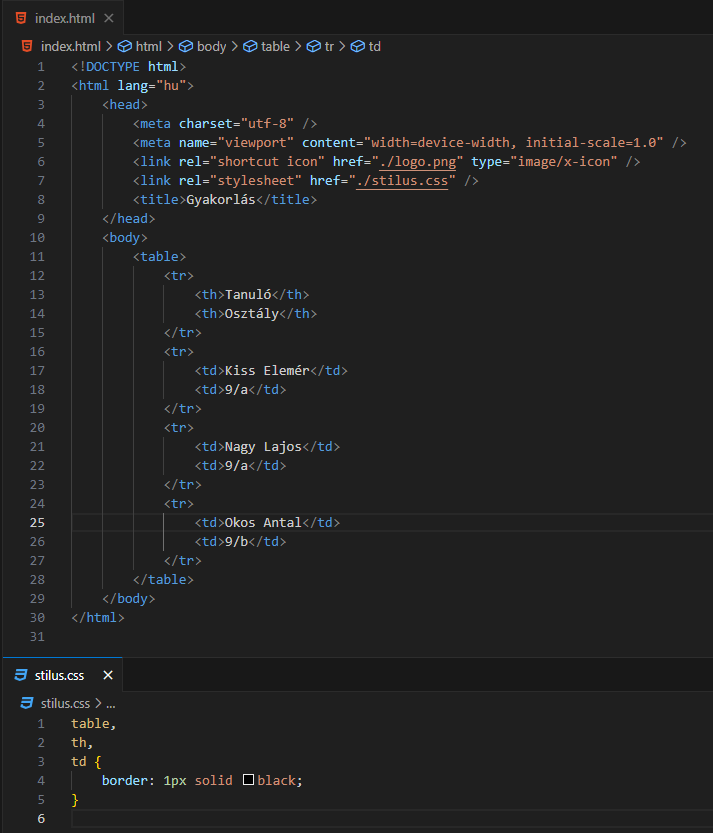 index.html
index.html > html > body > table > tr > td
1 <!DOCTYPE html>
2 <html lang="hu">
3     <head>
4         <meta charset="utf-8" />
5         <meta name="viewport" content="width=device-width, initial-scale=1.0" />
6         <link rel="shortcut icon" href="./logo.png" type="image/x-icon" />
7         <link rel="stylesheet" href="./stilus.css" />
8         <title>Gyakorlás</title>
9     </head>
10     <body>
11         <table>
12             <tr>
13                 <th>Tanuló</th>
14                 <th>Osztály</th>
15             </tr>
16             <tr>
17                 <td>Kiss Elemér</td>
18                 <td>9/a</td>
19             </tr>
20             <tr>
21                 <td>Nagy Lajos</td>
22                 <td>9/a</td>
23             </tr>
24             <tr>
25                 <td>Okos Antal</td>
26                 <td>9/b</td>
27             </tr>
28         </table>
29     </body>
30 </html>
31
stilus.css
stilus.css > ...
1 table,
2 th,
3 td {
4     border: 1px solid black;
5 }
6